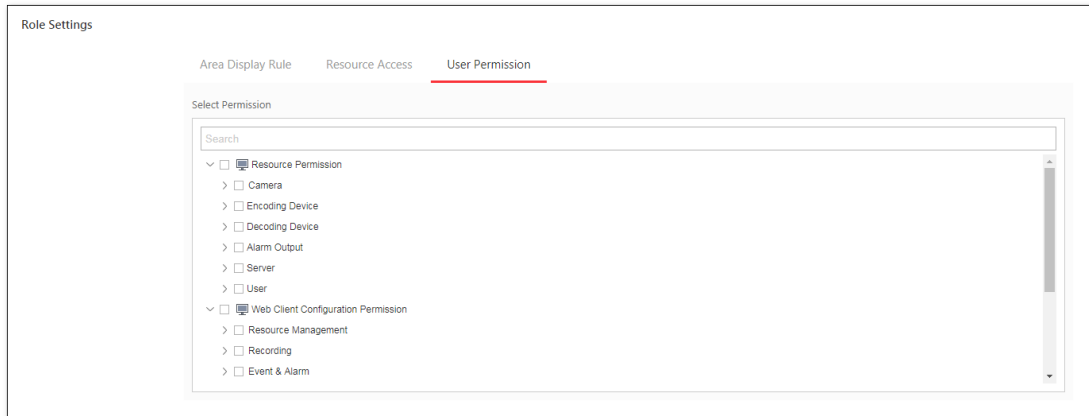 Role Settings
Area Display Rule Resource Access User Permission
Select Permission
Search
Resource Permission
Camera
Encoding Device
Decoding Device
Alarm Output
Server
User
Web Client Configuration Permission
Resource Management
Recording
Event & Alarm